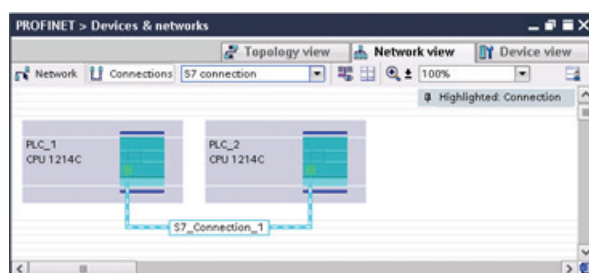 PROFINET > Devices & networks
Topology view Network view Device view
Network Connections S7 connection 100%
Highlighted: Connection
PLC_1
CPU 1214C
PLC_2
CPU 1214C
S7_Connection_1